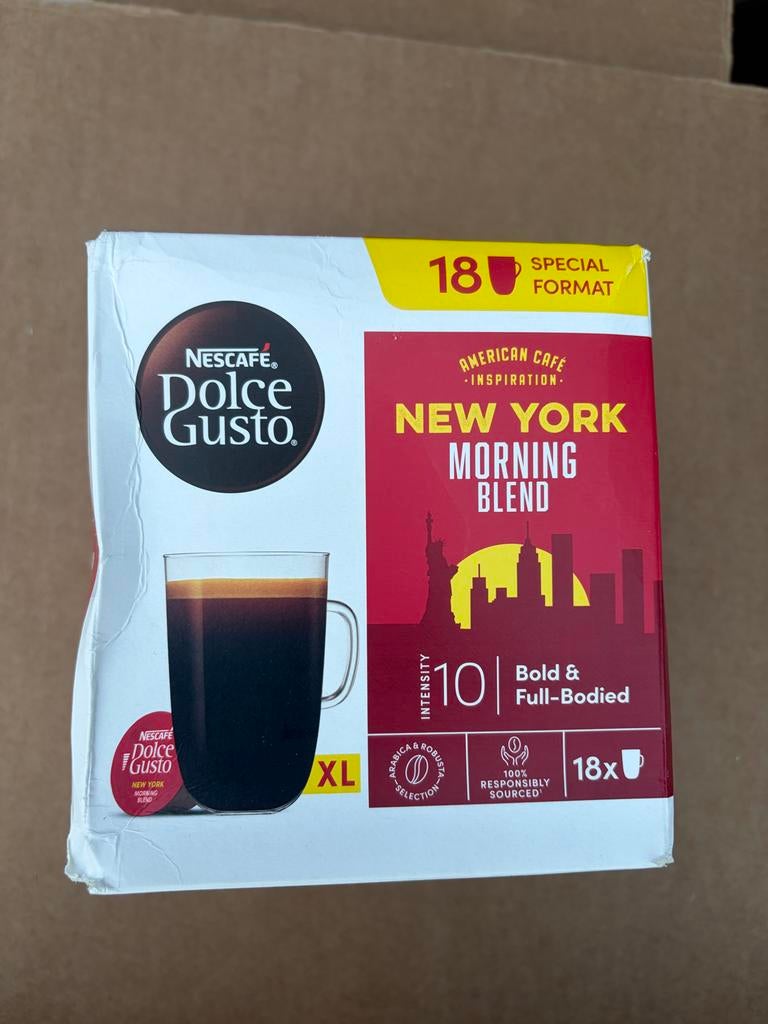 18 SPECIAL
FORMAT
NESCAFÉ®
Dolce
Gusto®
AMERICAN CAFÉ
·INSPIRATION·
NEW YORK
MORNING
BLEND
INTENSITY
10
Bold &
Full-Bodied
NESCAFÉ
Dolce
Gusto
NEW YORK
MORNING
BLEND
XL
ARABICA & ROBUSTA
SELECTION
100%
RESPONSIBLY
SOURCED¹
18x